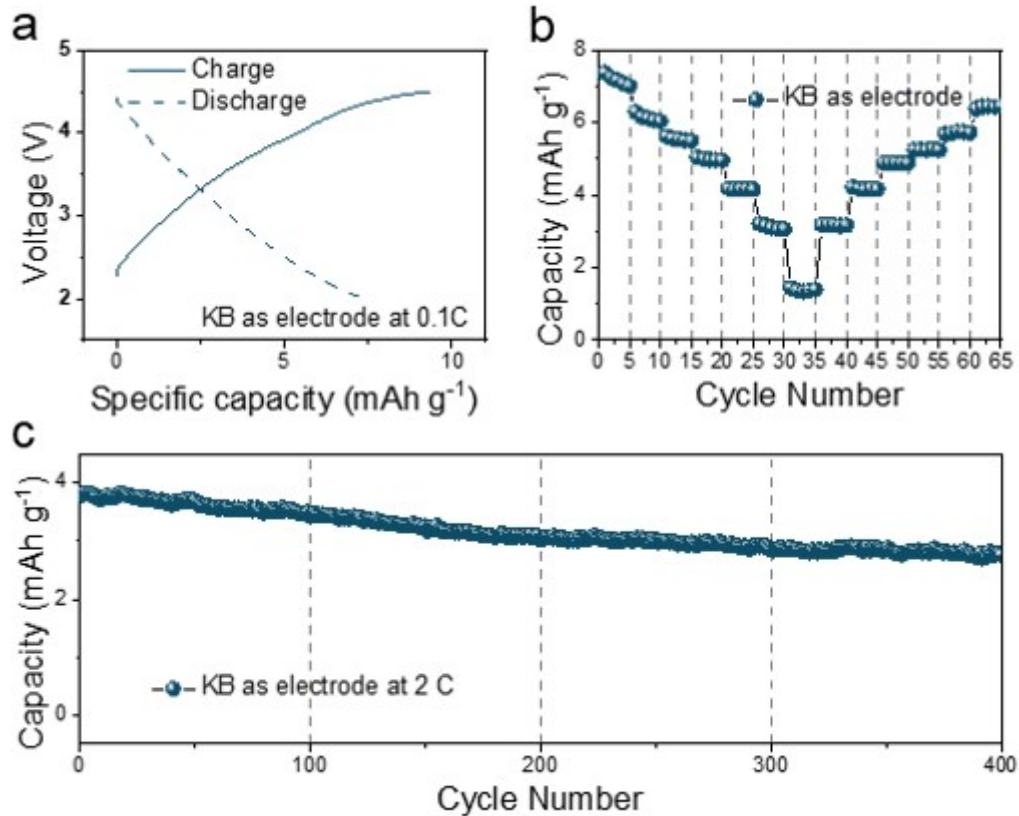 a
5
4
3
2
Voltage (V)
Charge
Discharge
KB as electrode at 0.1C
0 5 10
Specific capacity (mAh g⁻¹)
b
8
6
4
2
0
Capacity (mAh g⁻¹)
KB as electrode
0 5 10 15 20 25 30 35 40 45 50 55 60 65
Cycle Number
c
4
2
0
Capacity (mAh g⁻¹)
KB as electrode at 2 C
0 100 200 300 400
Cycle Number